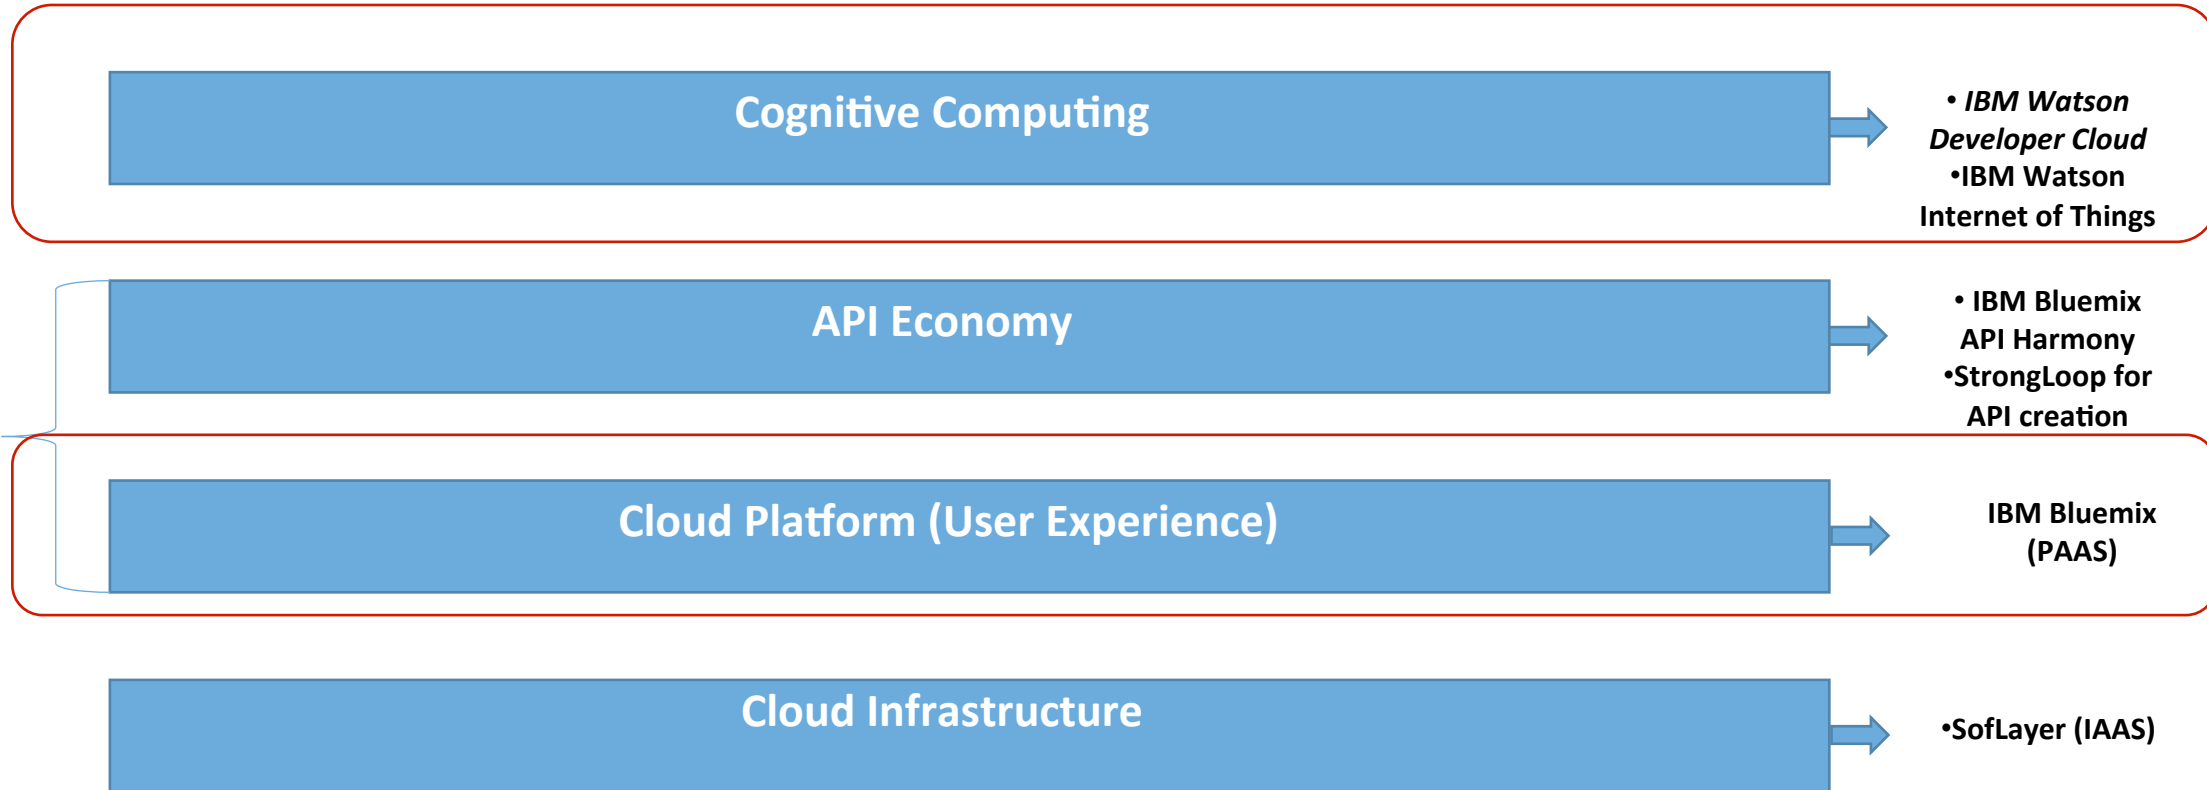 Cognitive Computing
• IBM Watson
Developer Cloud
•IBM Watson
Internet of Things
API Economy
• IBM Bluemix
API Harmony
•StrongLoop for
API creation
Cloud Platform (User Experience)
IBM Bluemix
(PAAS)
Cloud Infrastructure
•SofLayer (IAAS)